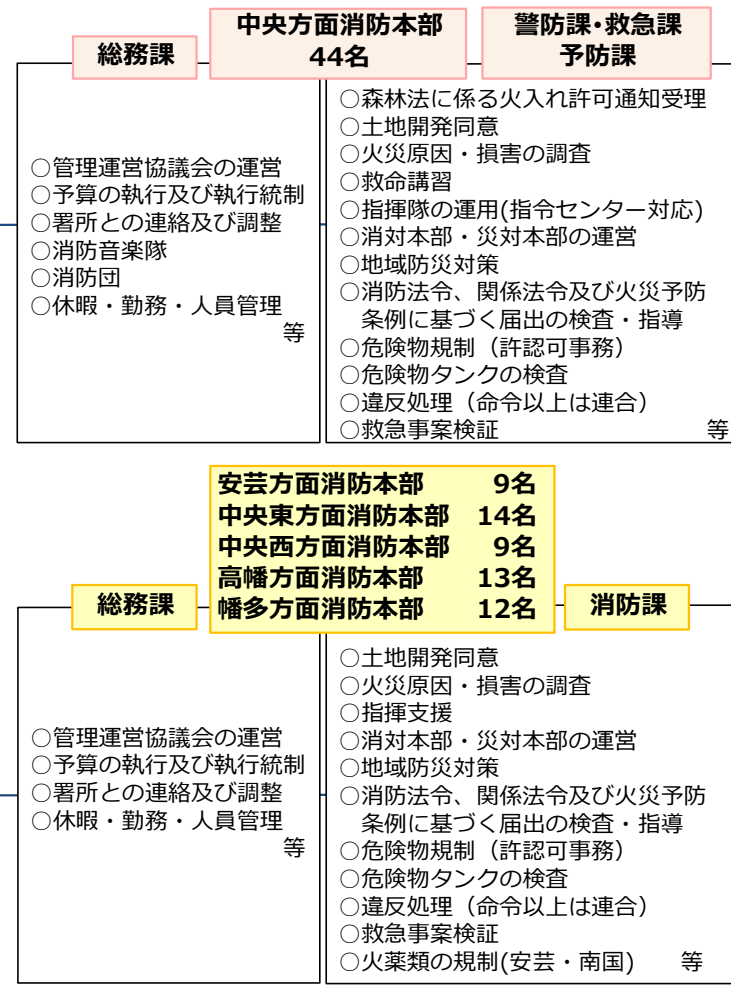 中央方面消防本部
44名
総務課
警防課・救急課
予防課
○管理運営協議会の運営
○予算の執行及び執行統制
○署所との連絡及び調整
○消防音楽隊
○消防団
○休暇・勤務・人員管理
等
○森林法に係る火入れ許可通知受理
○土地開発同意
○火災原因・損害の調査
○救命講習
○指揮隊の運用(指令センター対応)
○消対本部・災対本部の運営
○地域防災対策
○消防法令、関係法令及び火災予防
条例に基づく届出の検査・指導
○危険物規制（許認可事務）
○危険物タンクの検査
○違反処理（命令以上は連合）
○救急事案検証 等
安芸方面消防本部 9名
中央東方面消防本部 14名
中央西方面消防本部 9名
高幡方面消防本部 13名
幡多方面消防本部 12名
総務課
消防課
○管理運営協議会の運営
○予算の執行及び執行統制
○署所との連絡及び調整
○休暇・勤務・人員管理
等
○土地開発同意
○火災原因・損害の調査
○指揮支援
○消対本部・災対本部の運営
○地域防災対策
○消防法令、関係法令及び火災予防
条例に基づく届出の検査・指導
○危険物規制（許認可事務）
○危険物タンクの検査
○違反処理（命令以上は連合）
○救急事案検証
○火薬類の規制(安芸・南国) 等